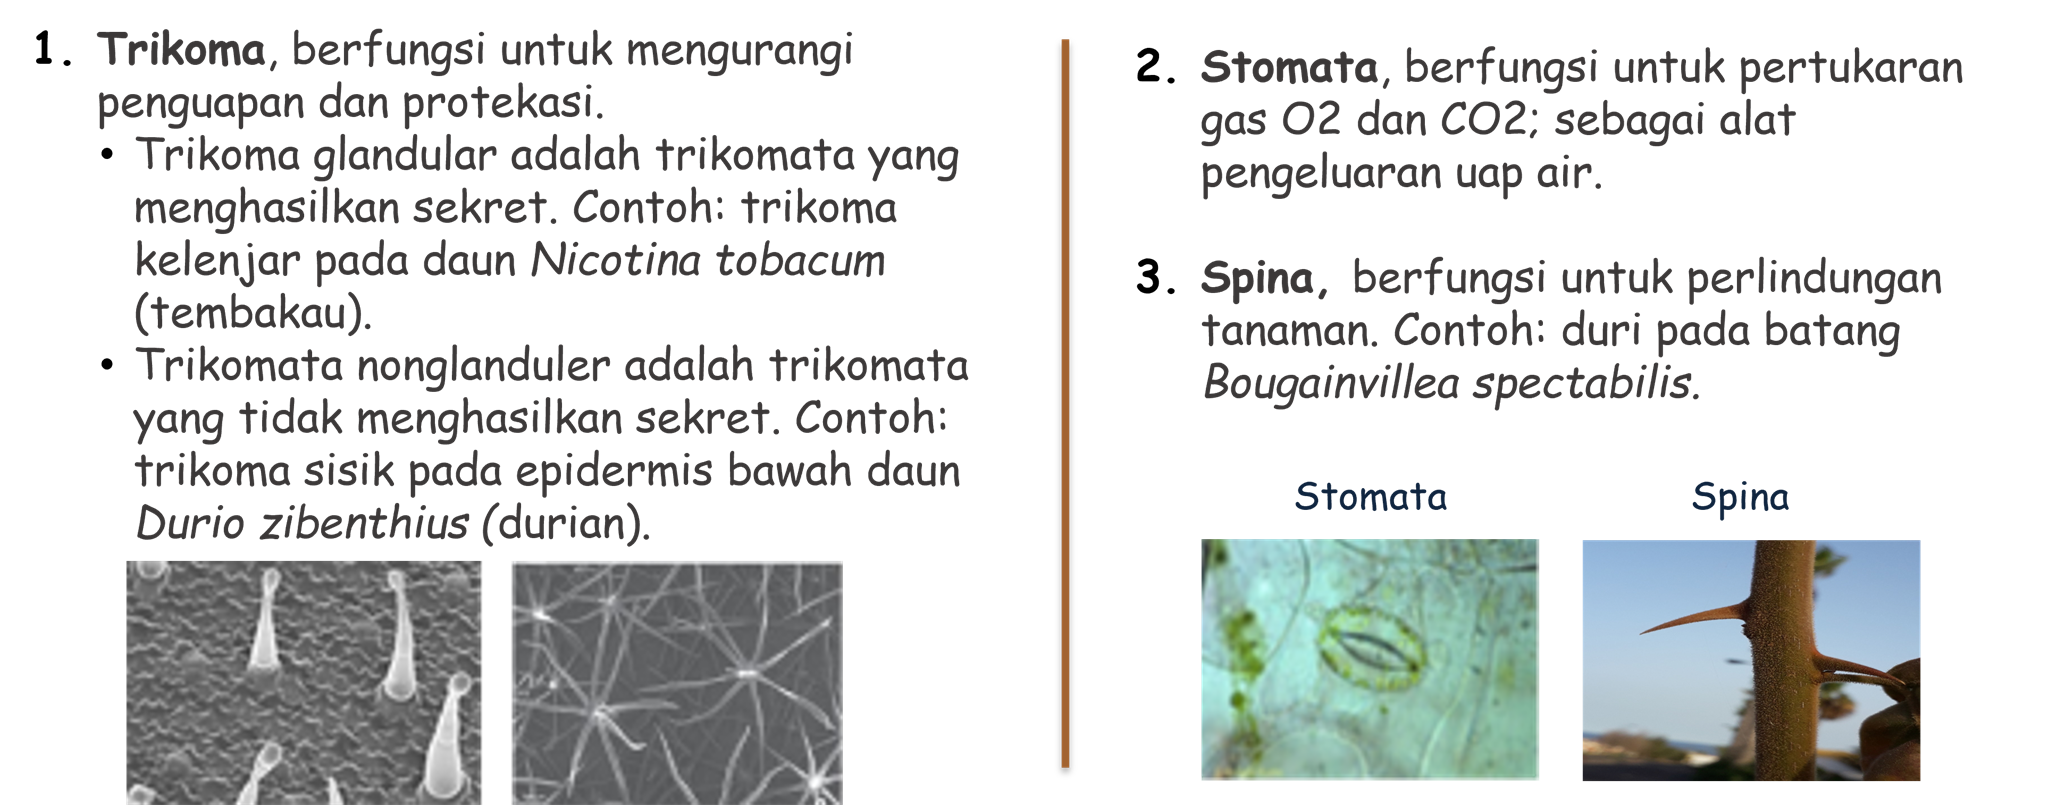 1. Trikoma, berfungsi untuk mengurangi
penguapan dan protekasi.
• Trikoma glandular adalah trikomata yang
menghasilkan sekret. Contoh: trikoma
kelenjar pada daun Nicotina tobacum
(tembakau).
• Trikomata nonglanduler adalah trikomata
yang tidak menghasilkan sekret. Contoh:
trikoma sisik pada epidermis bawah daun
Durio zibenthius (durian).
2. Stomata, berfungsi untuk pertukaran
gas O2 dan CO2; sebagai alat
pengeluaran uap air.
3. Spina, berfungsi untuk perlindungan
tanaman. Contoh: duri pada batang
Bougainvillea spectabilis.
Stomata
Spina